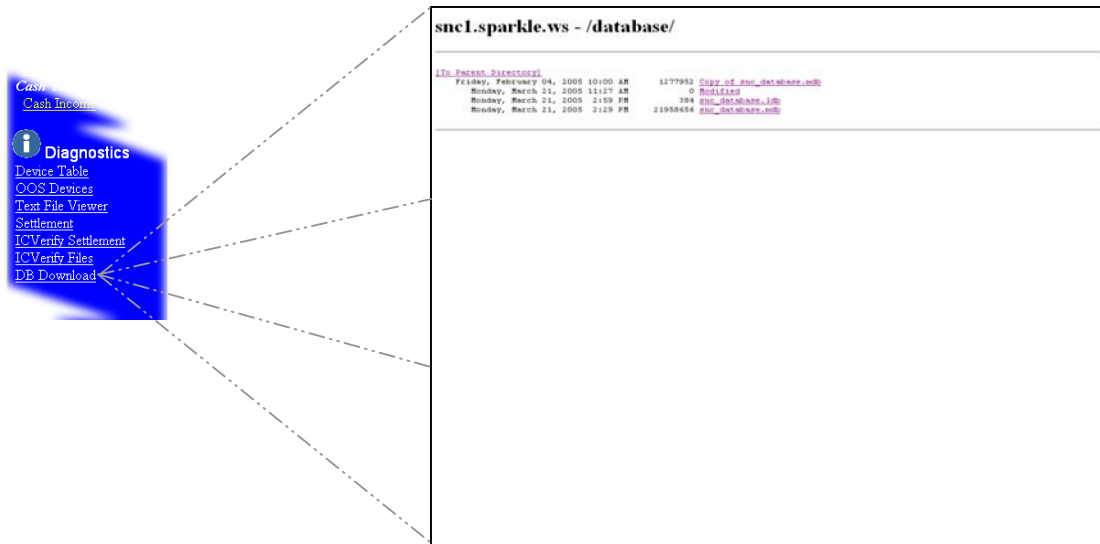 Cash
Cash Incom
Diagnostics
Device Table
OOS Devices
Text File Viewer
Settlement
ICVerify Settlement
ICVerify Files
DB Download
snc1.sparkle.ws - /database/
[To Parent Directory]
Friday, February 04, 2005 10:00 AM 1277952 Copy of snc_database.mdb
Monday, March 21, 2005 11:27 AM 0 Modified
Monday, March 21, 2005 2:59 PM 384 snc_database.ldb
Monday, March 21, 2005 2:29 PM 21958656 snc_database.mdb